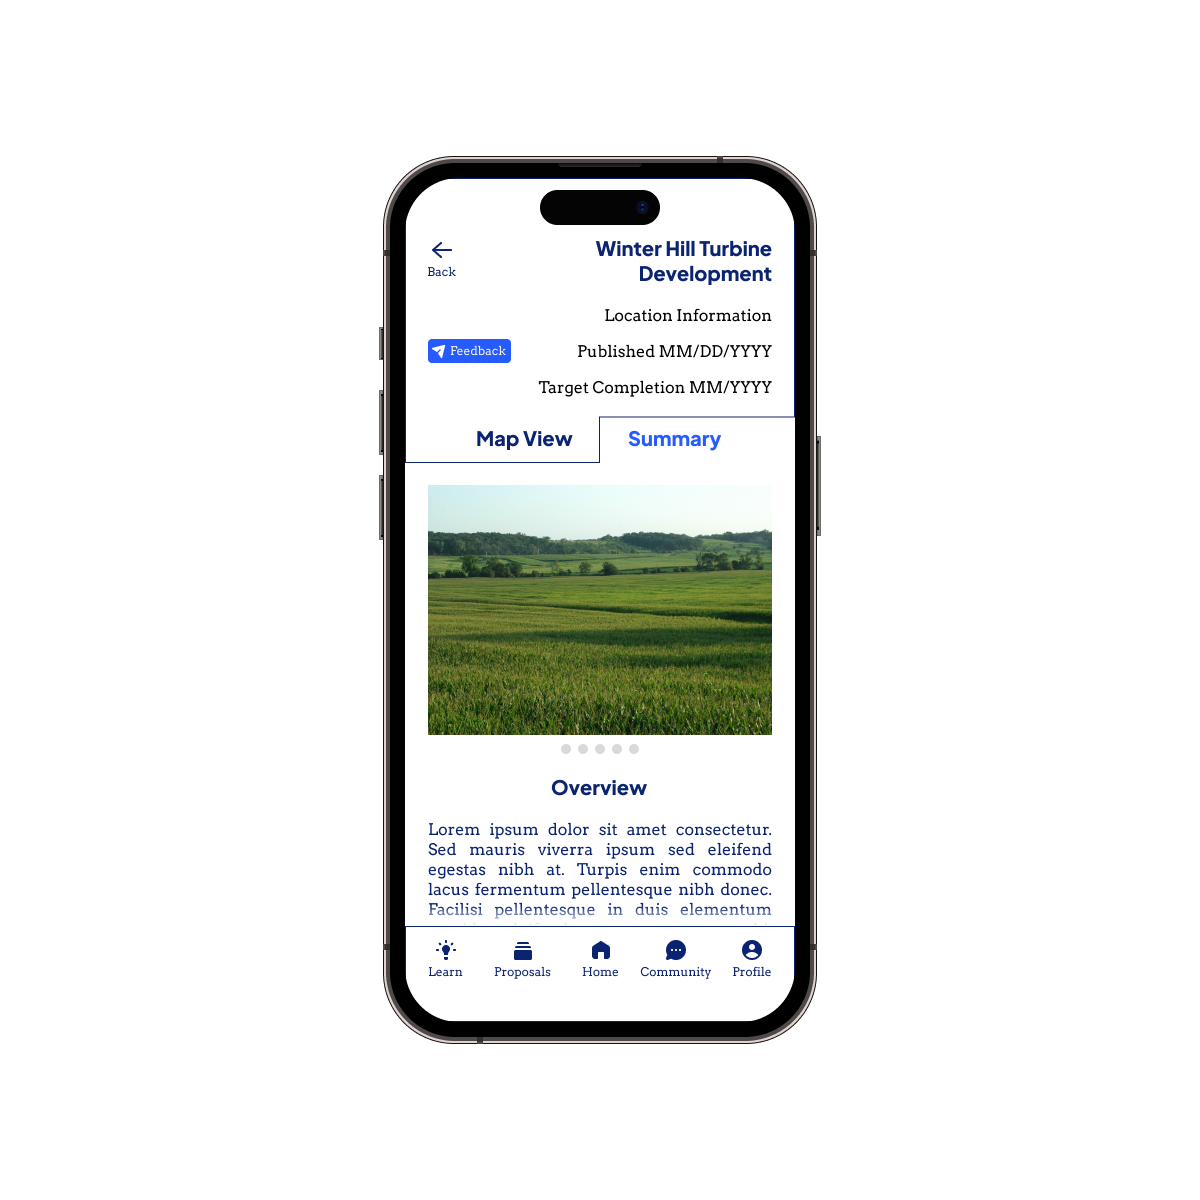 Winter Hill Turbine
Development
Back
Location Information
Feedback
Published MM/DD/YYYY
Target Completion MM/YYYY
Map View
Summary
Overview
Lorem ipsum dolor sit amet consectetur.
Sed mauris viverra ipsum sed eleifend
egestas nibh at. Turpis enim commodo
lacus fermentum pellentesque nibh donec.
Facilisi pellentesque in duis elementum
Learn
Proposals
Home
Community
Profile